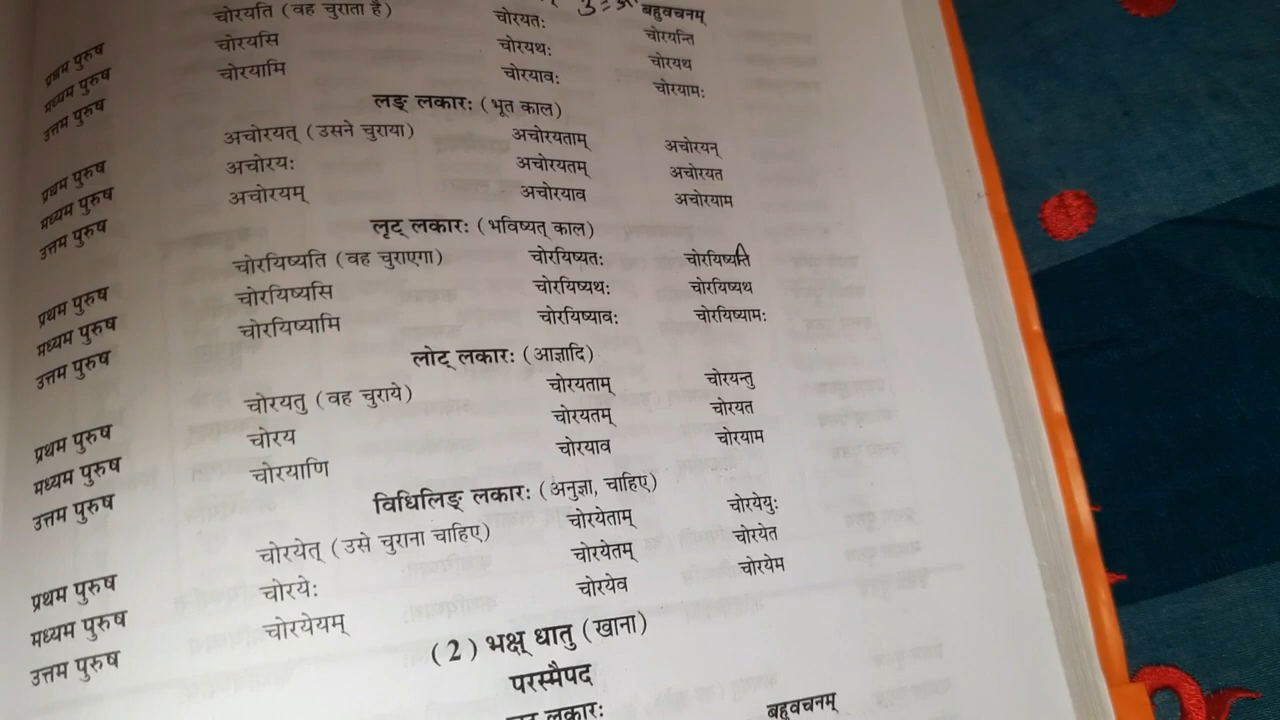 बहुवचनम्
प्रथम पुरुष चोरयति (वह चुराता है) चोरयतः चोरयन्ति
मध्यम पुरुष चोरयसि चोरयथः चोरयथ
उत्तम पुरुष चोरयामि चोरयावः चोरयामः
लङ् लकारः (भूत काल)
प्रथम पुरुष अचोरयत् (उसने चुराया) अचोरयताम् अचोरयन्
मध्यम पुरुष अचोरयः अचोरयतम् अचोरयत
उत्तम पुरुष अचोरयम् अचोरयाव अचोरयाम
लृट् लकारः (भविष्यत् काल)
प्रथम पुरुष चोरयिष्यति (वह चुराएगा) चोरयिष्यतः
मध्यम पुरुष चोरयिष्यसि चोरयिष्यथः चोरयिष्यथ
उत्तम पुरुष चोरयिष्यामि चोरयिष्यावः चोरयिष्यामः
लोट् लकारः (आज्ञादि)
प्रथम पुरुष चोरयतु (वह चुराये) चोरयताम् चोरयन्तु
मध्यम पुरुष चोरय चोरयतम् चोरयत
उत्तम पुरुष चोरयाणि चोरयाव चोरयाम
विधिलिङ् लकारः (अनुज्ञा, चाहिए)
प्रथम पुरुष चोरयेत् (उसे चुराना चाहिए) चोरयेताम् चोरयेयुः
मध्यम पुरुष चोरयेः चोरयेतम् चोरयेत
उत्तम पुरुष चोरयेयम् चोरयेव चोरयेम
(2) भक्ष् धातु (खाना)
परस्मैपद
लकारः बहुवचनम्